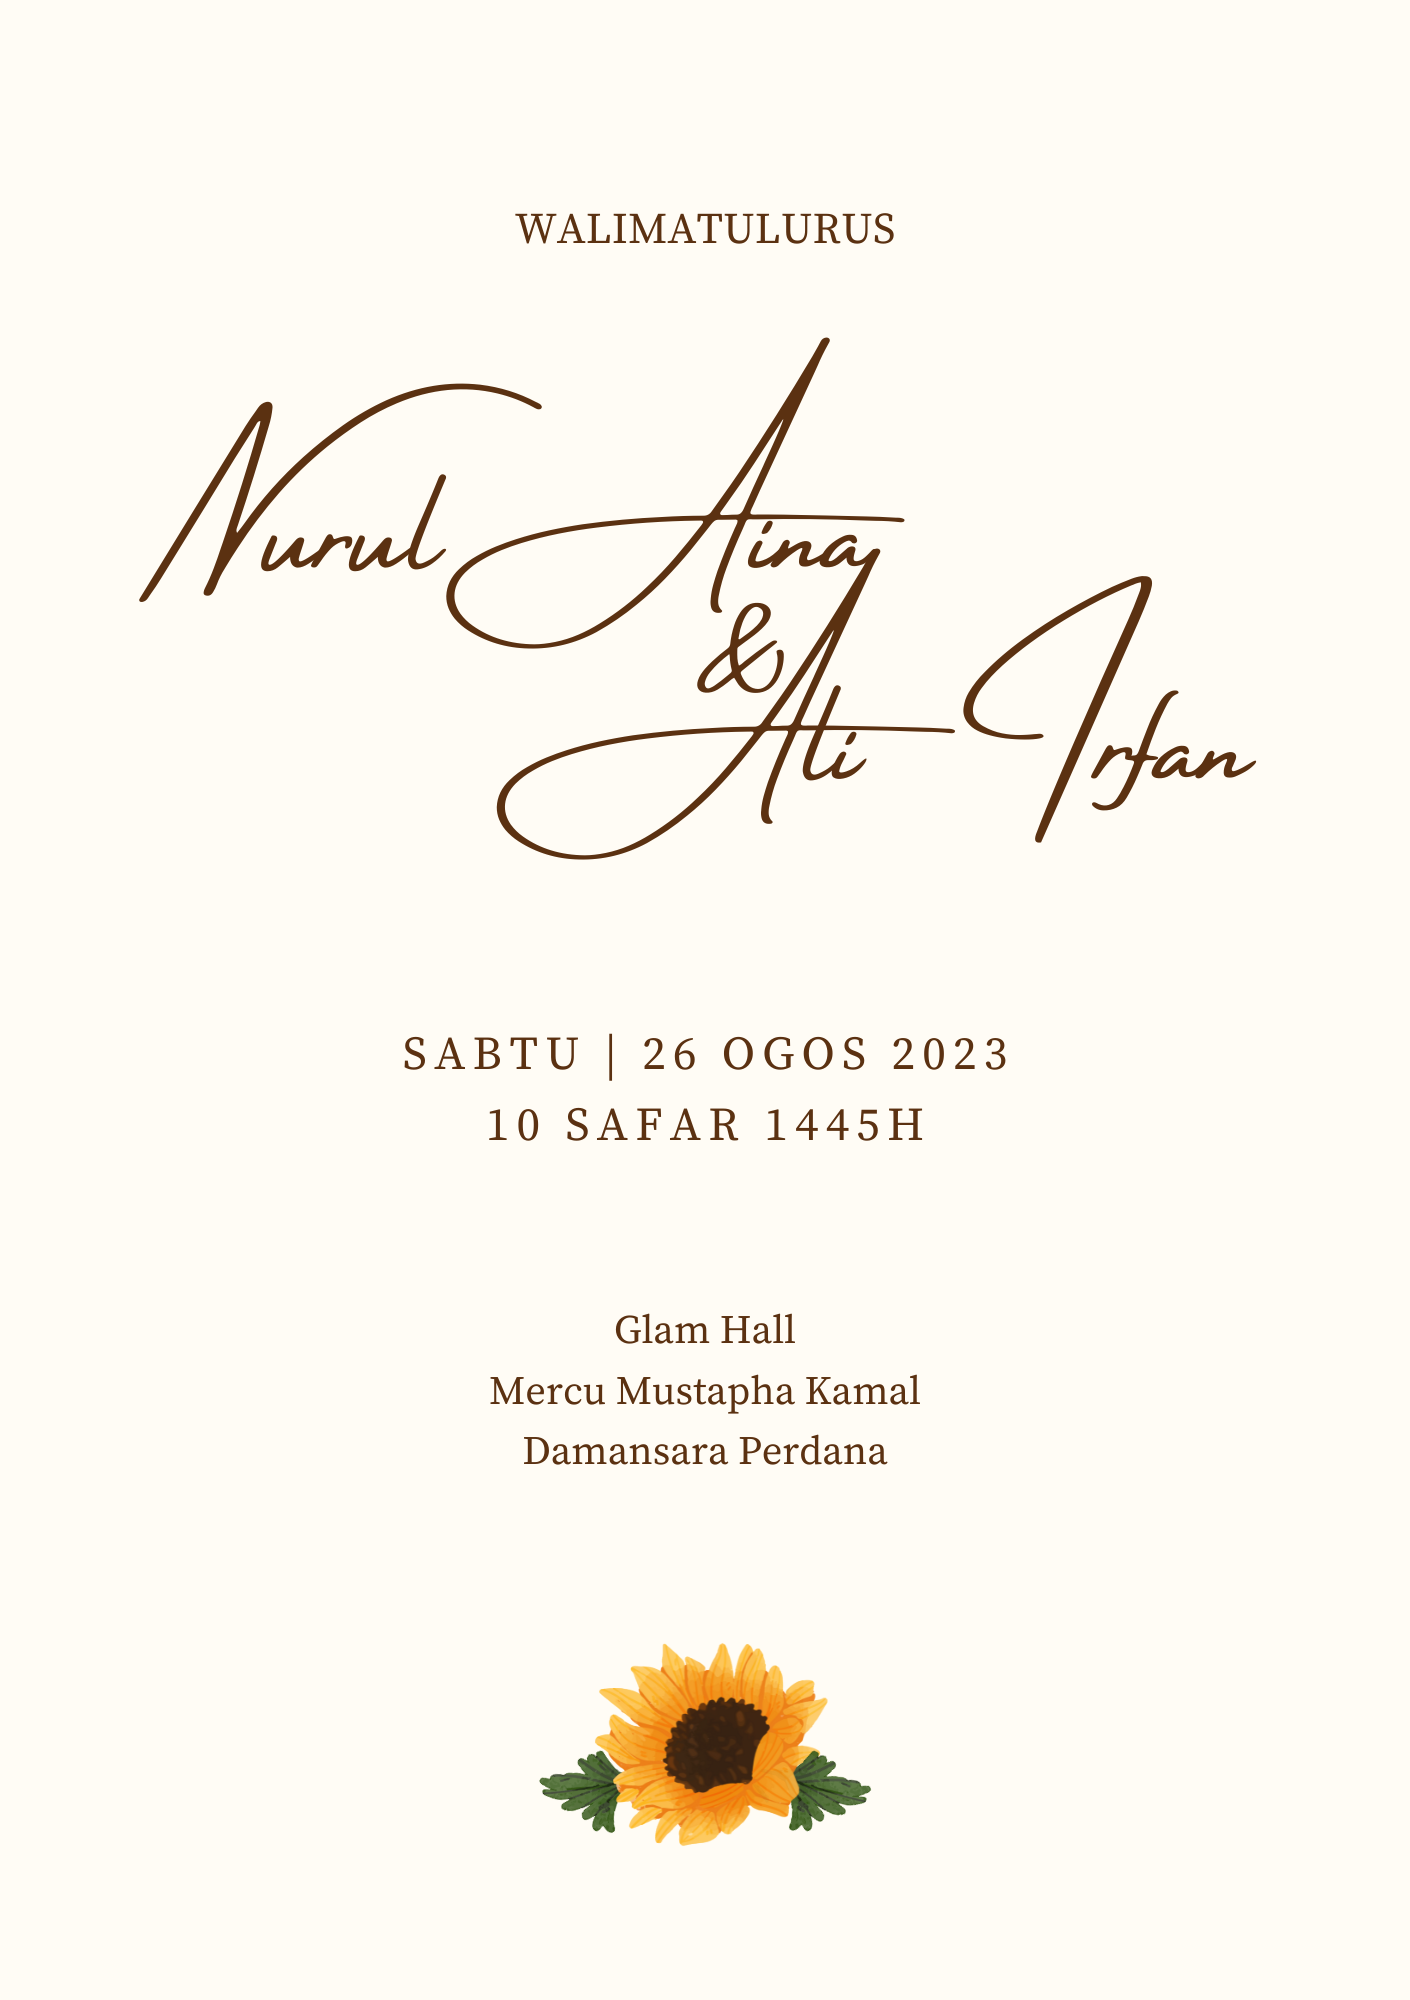 WALIMATULURUS
Nurul Aina
&
Ali Irfan
SABTU | 26 OGOS 2023
10 SAFAR 1445H
Glam Hall
Mercu Mustapha Kamal
Damansara Perdana